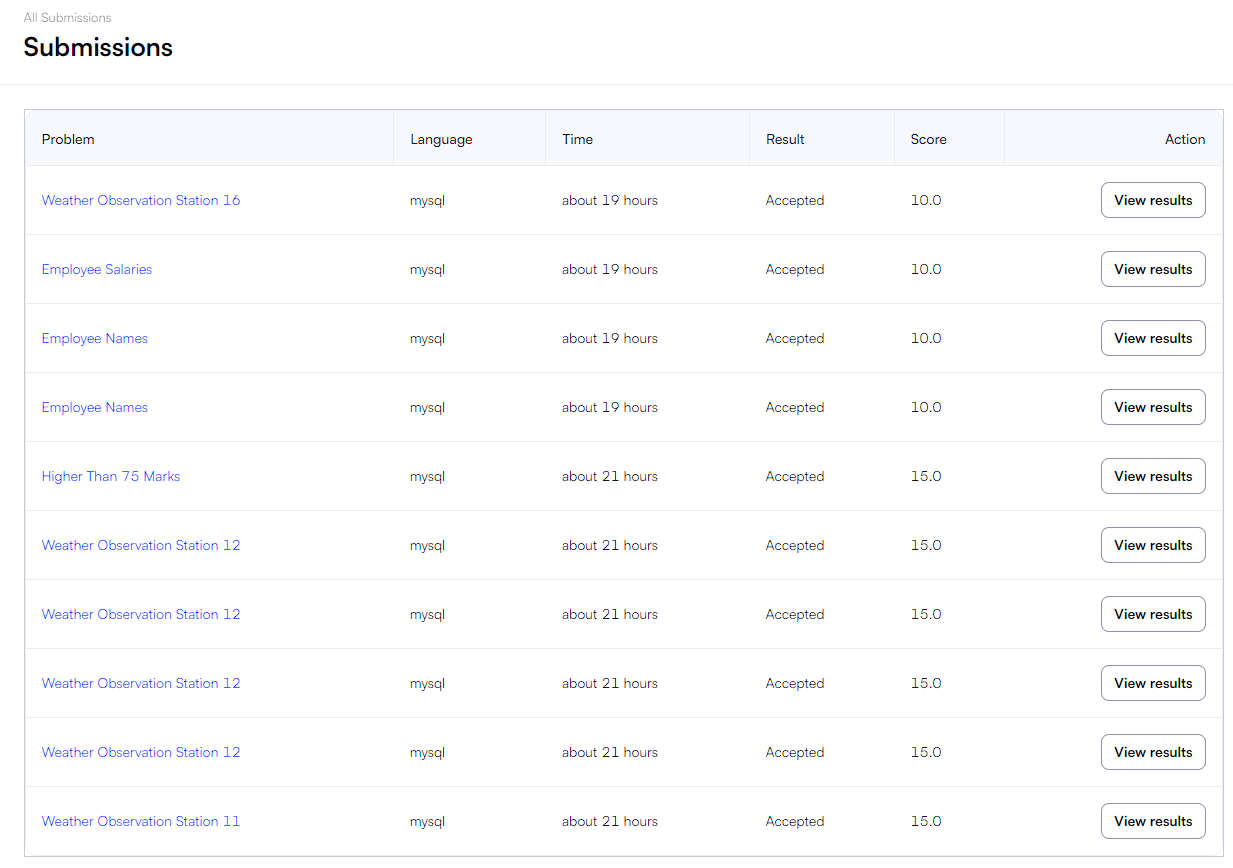 All Submissions
Submissions
Problem Language Time Result Score Action
Weather Observation Station 16 mysql about 19 hours Accepted 10.0 View results
Employee Salaries mysql about 19 hours Accepted 10.0 View results
Employee Names mysql about 19 hours Accepted 10.0 View results
Employee Names mysql about 19 hours Accepted 10.0 View results
Higher Than 75 Marks mysql about 21 hours Accepted 15.0 View results
Weather Observation Station 12 mysql about 21 hours Accepted 15.0 View results
Weather Observation Station 12 mysql about 21 hours Accepted 15.0 View results
Weather Observation Station 12 mysql about 21 hours Accepted 15.0 View results
Weather Observation Station 12 mysql about 21 hours Accepted 15.0 View results
Weather Observation Station 11 mysql about 21 hours Accepted 15.0 View results